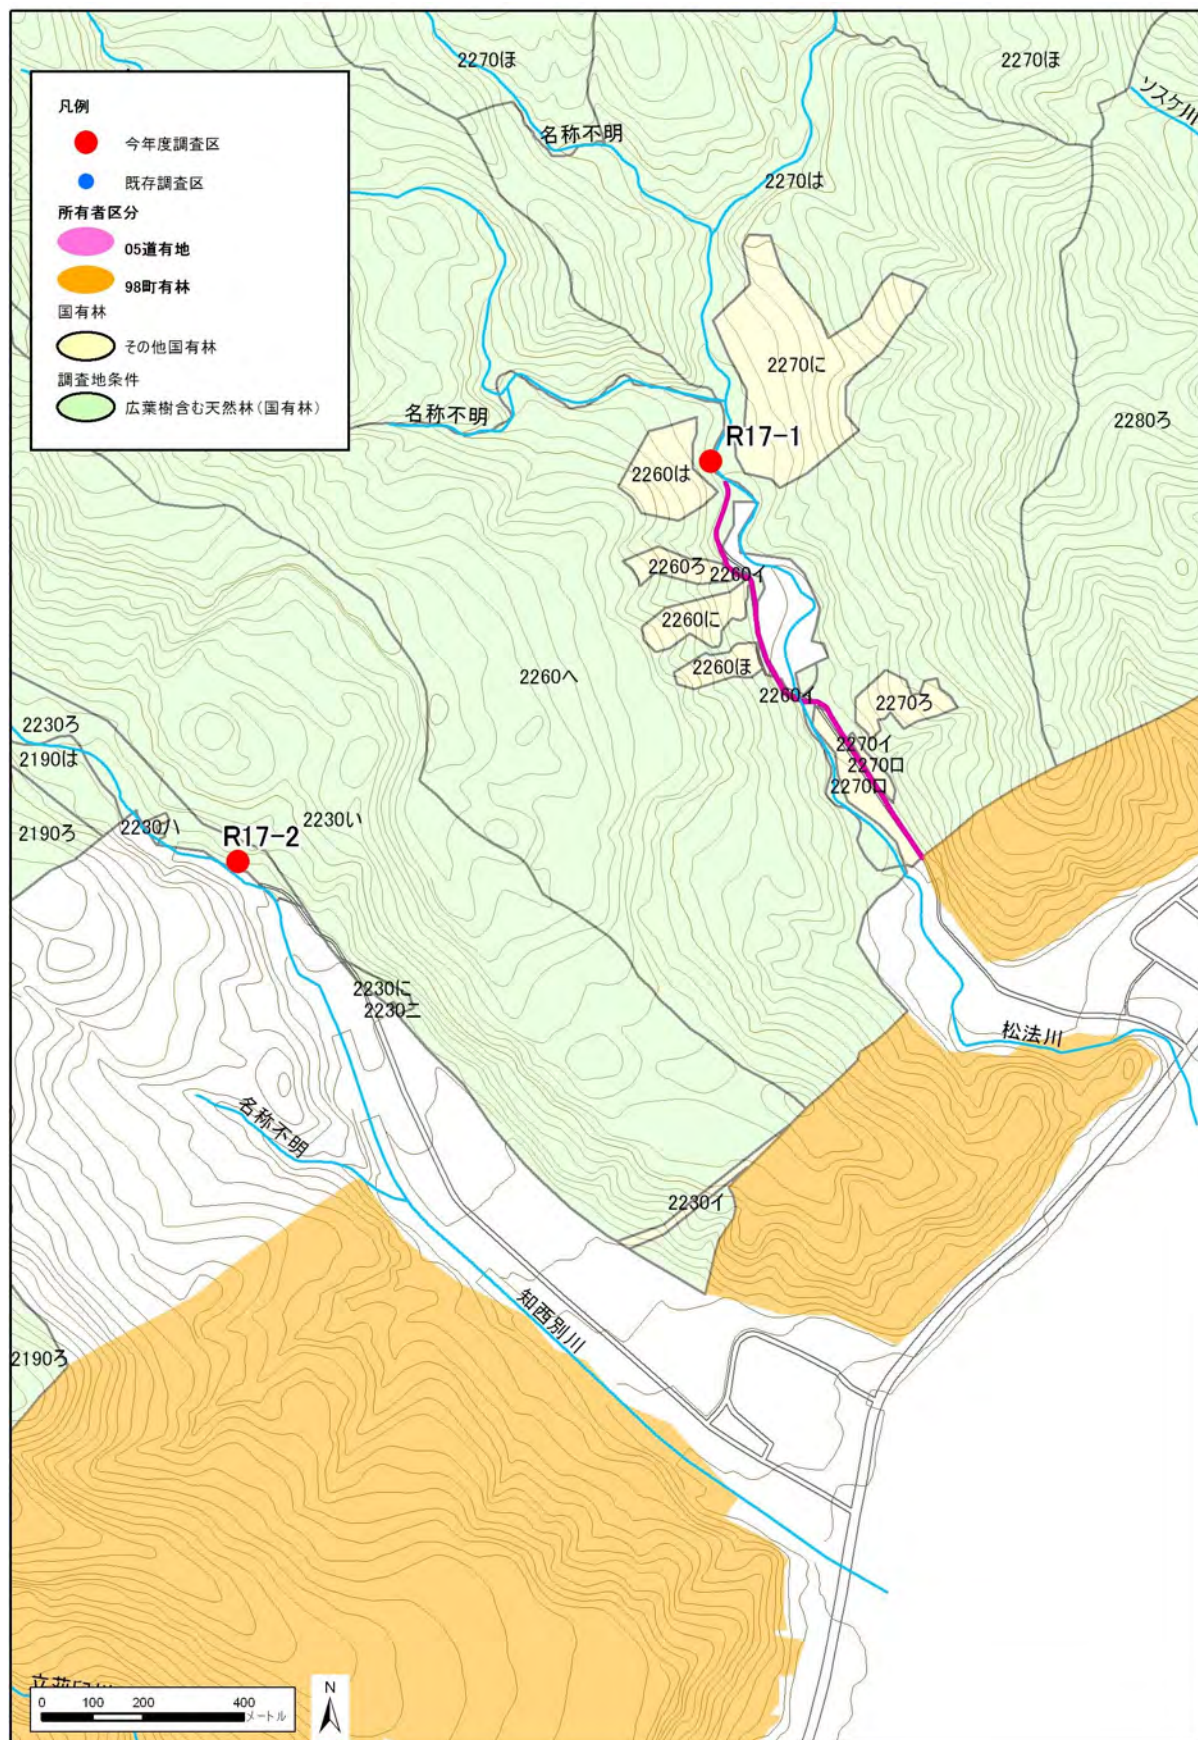 凡例
今年度調査区
既存調査区
所有者区分
05道有地
98町有林
国有林
その他国有林
調査地条件
広葉樹含む天然林(国有林)
2270ほ
2270ほ
ソスケ川
名称不明
2270は
2270に
名称不明
2280ろ
R17-1
2260は
2260ろ
2260イ
2260に
2260ほ
2260へ
2260イ
2270ろ
2230ろ
2270イ
2190は
2270ロ
2270ロ
2230ハ
2230い
2190ろ
R17-2
2230に
2230ニ
松法川
名称不明
2230イ
知西別川
2190ろ
0 100 200 400
メートル
N